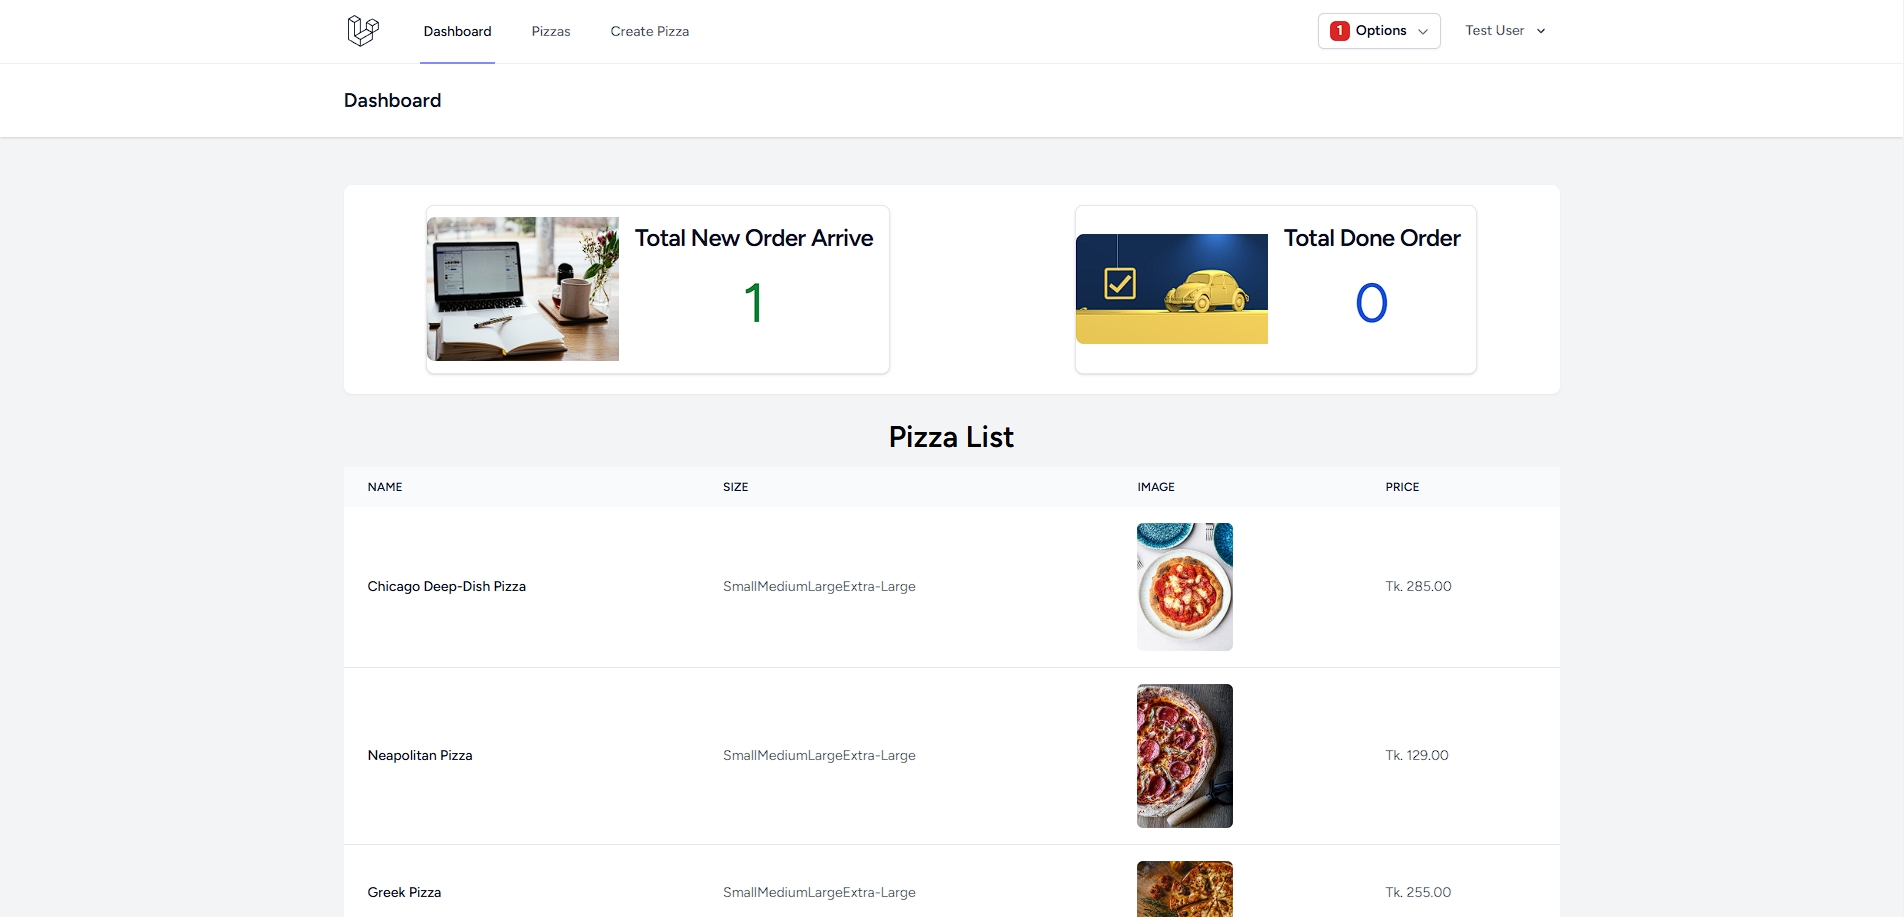 Dashboard
Pizzas
Create Pizza
1 Options
Test User
Dashboard
Total New Order Arrive
1
Total Done Order
0
Pizza List
NAME SIZE IMAGE PRICE
Chicago Deep-Dish Pizza SmallMediumLargeExtra-Large Tk. 285.00
Neapolitan Pizza SmallMediumLargeExtra-Large Tk. 129.00
Greek Pizza SmallMediumLargeExtra-Large Tk. 255.00